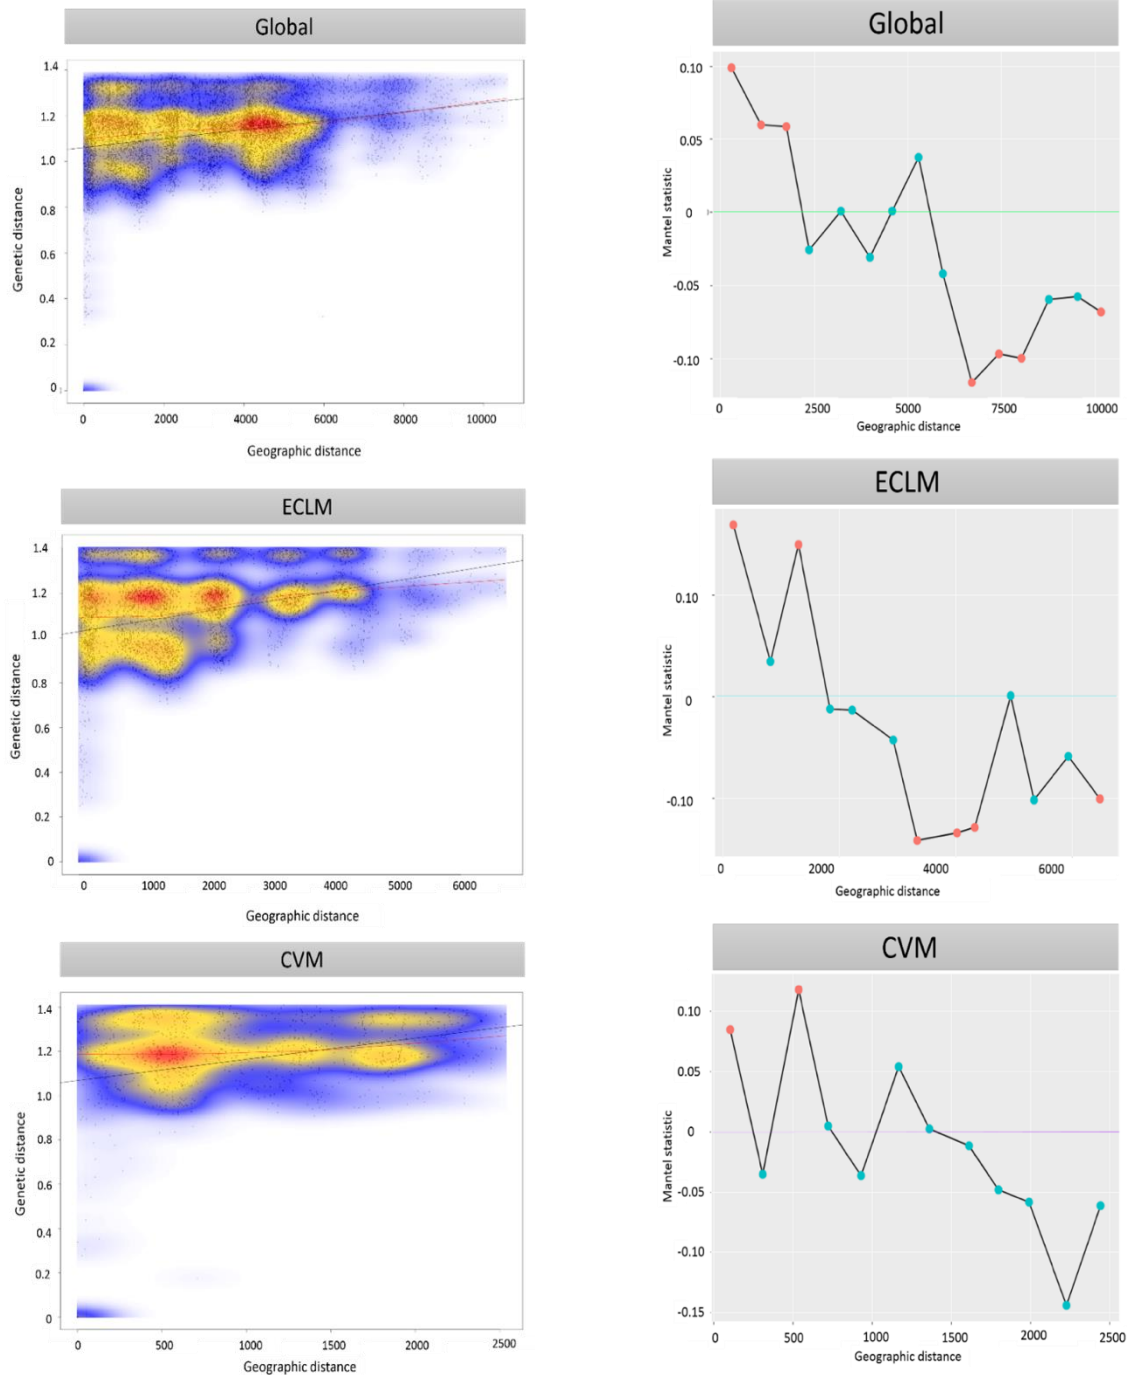 Global
1.4
1.2
1.0
0.8
0.6
0.4
0.2
0
Genetic distance
0 2000 4000 6000 8000 10000
Geographic distance
Global
0.10
0.05
0
-0.05
-0.10
Mantel statistic
0 2500 5000 7500 10000
Geographic distance
ECLM
1.4
1.2
1.0
0.8
0.6
0.4
0.2
0
Genetic distance
0 1000 2000 3000 4000 5000 6000
Geographic distance
ECLM
0.10
0
-0.10
Mantel statistic
0 2000 4000 6000
Geographic distance
CVM
1.4
1.2
1.0
0.8
0.6
0.4
0.2
0
Genetic distance
0 500 1000 1500 2000 2500
Geographic distance
CVM
0.10
0.05
0
-0.05
-0.10
-0.15
Mantel statistic
0 500 1000 1500 2000 2500
Geographic distance